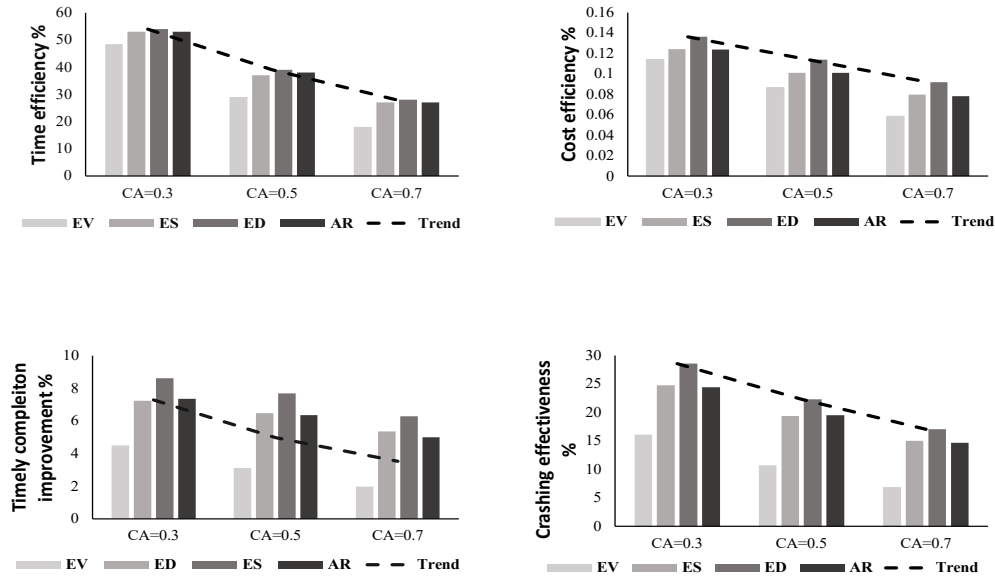 Time efficiency %
60
50
40
30
20
10
0
CA=0.3 CA=0.5 CA=0.7
EV ES ED AR Trend
Cost efficiency %
0.16
0.14
0.12
0.1
0.08
0.06
0.04
0.02
0
CA=0.3 CA=0.5 CA=0.7
EV ES ED AR Trend
Timely compleiton
improvement %
10
8
6
4
2
0
CA=0.3 CA=0.5 CA=0.7
EV ED ES AR Trend
Crashing effectiveness
%
30
25
20
15
10
5
0
CA=0.3 CA=0.5 CA=0.7
EV ES ED AR Trend